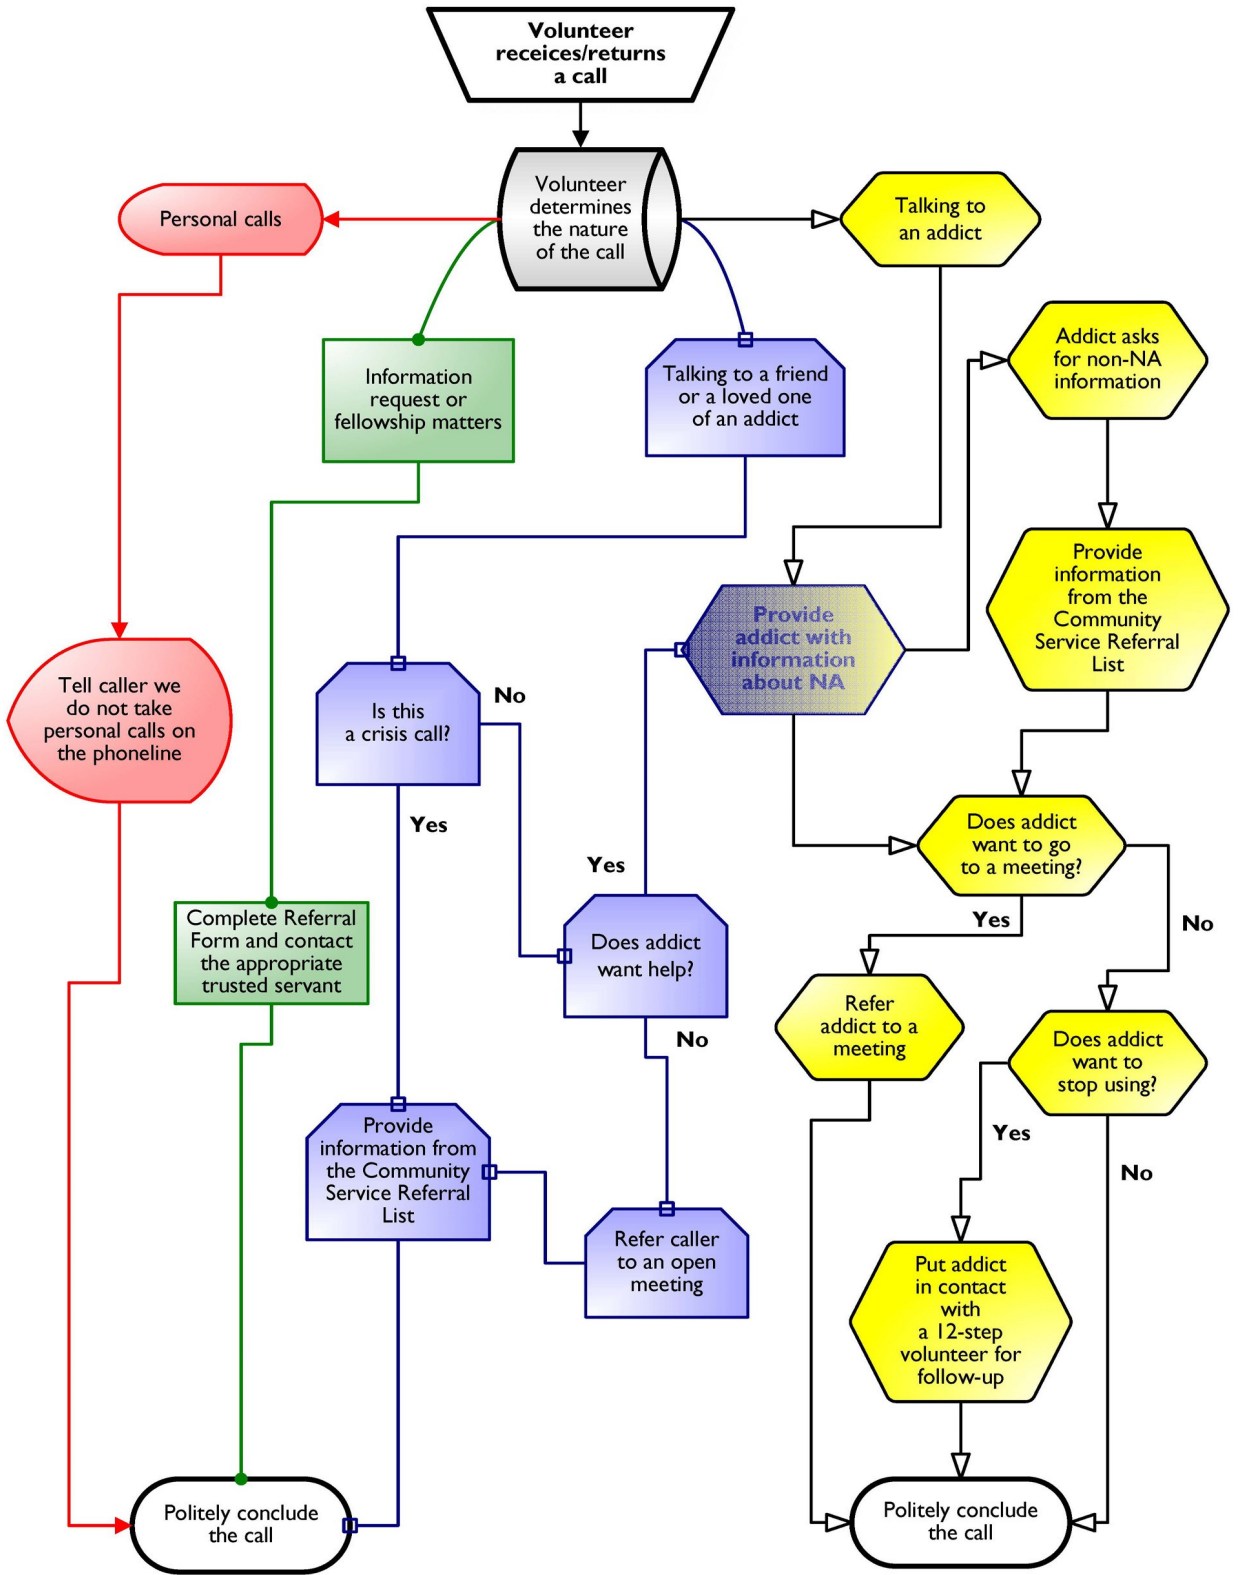 Volunteer
receices/returns
a call
Volunteer
determines
the nature
of the call
Personal calls
Talking to
an addict
Information
request or
fellowship matters
Talking to a friend
or a loved one
of an addict
Addict asks
for non-NA
information
Provide
information
from the
Community
Service Referral
List
Provide
addict with
information
about NA
Tell caller we
do not take
personal calls on
the phoneline
Is this
a crisis call?
No
Yes
Does addict
want to go
to a meeting?
Yes
No
Yes
Does addict
want help?
No
Complete Referral
Form and contact
the appropriate
trusted servant
Refer
addict to a
meeting
Does addict
want to
stop using?
Yes
No
Provide
information from
the Community
Service Referral
List
Refer caller
to an open
meeting
Put addict
in contact
with
a 12-step
volunteer for
follow-up
Politely conclude
the call
Politely conclude
the call